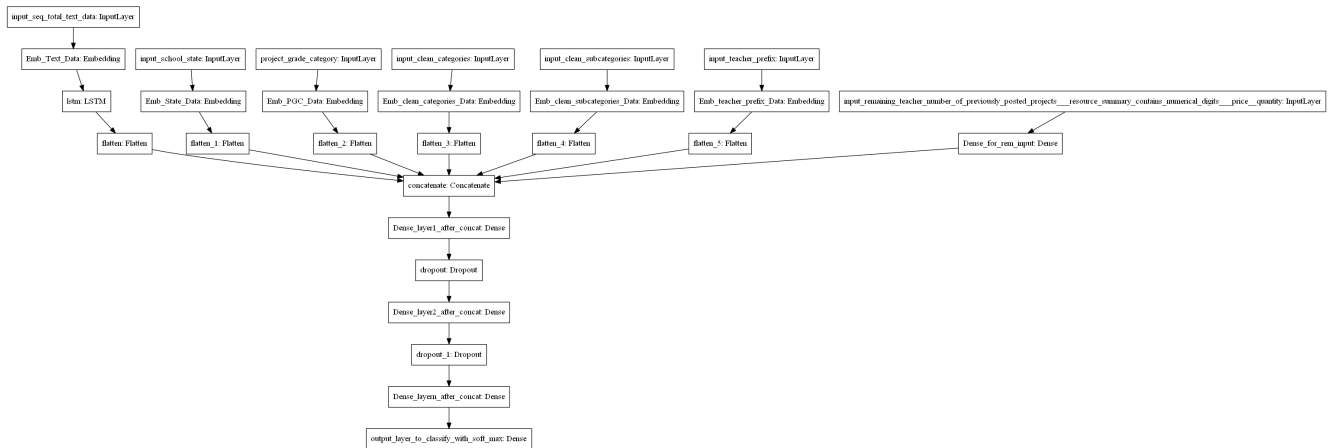 input_seq_total_text_data: InputLayer
Emb_Text_Data: Embedding
input_school_state: InputLayer
project_grade_category: InputLayer
input_clean_categories: InputLayer
input_clean_subcategories: InputLayer
input_teacher_prefix: InputLayer
lstm: LSTM
Emb_State_Data: Embedding
Emb_PGC_Data: Embedding
Emb_clean_categories_Data: Embedding
Emb_clean_subcategories_Data: Embedding
Emb_teacher_prefix_Data: Embedding
input_remaining_teacher_number_of_previously_posted_projects___resource_summary_contains_numerical_digits___price__quantity: InputLayer
flatten: Flatten
flatten_1: Flatten
flatten_2: Flatten
flatten_3: Flatten
flatten_4: Flatten
flatten_5: Flatten
Dense_for_rem_input: Dense
concatenate: Concatenate
Dense_layer1_after_concat: Dense
dropout: Dropout
Dense_layer2_after_concat: Dense
dropout_1: Dropout
Dense_layern_after_concat: Dense
output_layer_to_classify_with_soft_max: Dense